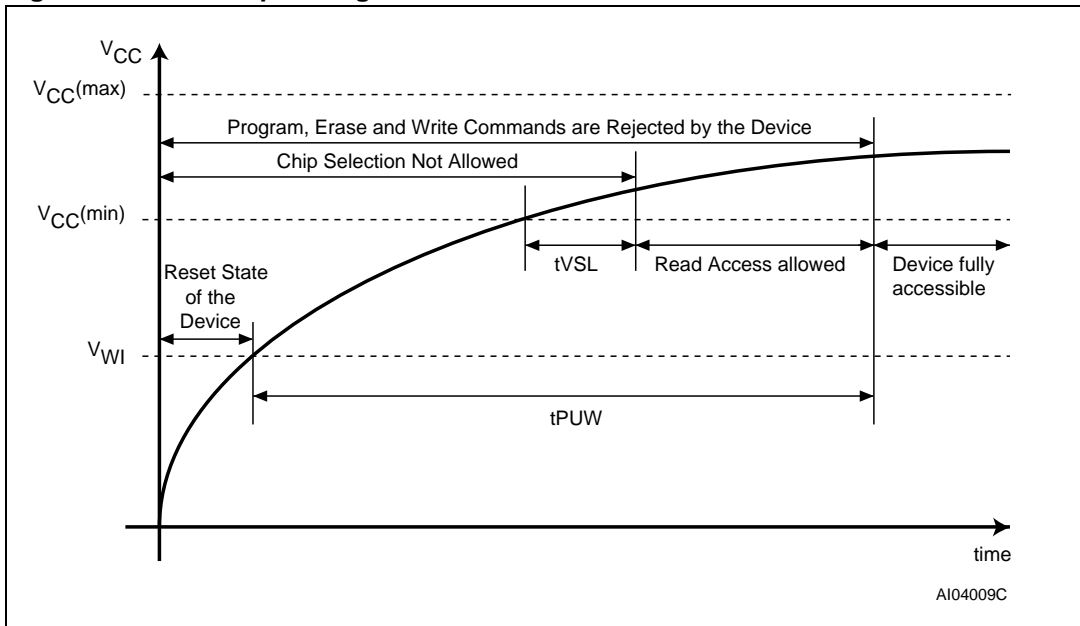 VCC
VCC(max)
Program, Erase and Write Commands are Rejected by the Device
Chip Selection Not Allowed
VCC(min)
tVSL
Read Access allowed
Device fully
accessible
Reset State
of the
Device
VWI
tPUW
time
AI04009C